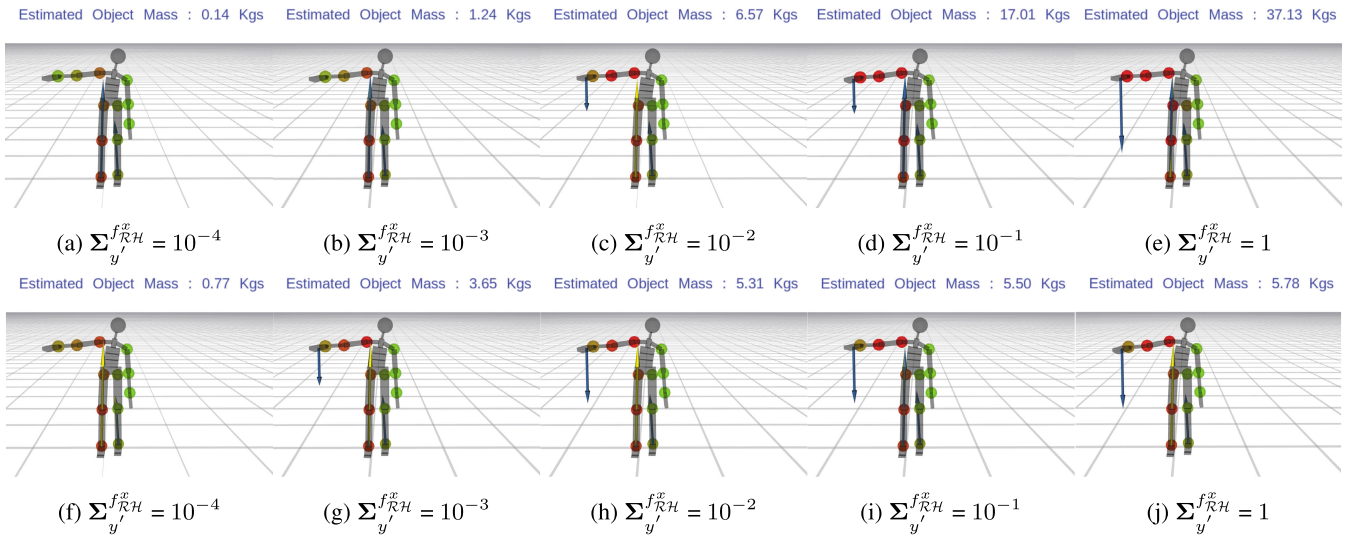 Estimated Object Mass : 0.14 Kgs Estimated Object Mass : 1.24 Kgs Estimated Object Mass : 6.57 Kgs Estimated Object Mass : 17.01 Kgs Estimated Object Mass : 37.13 Kgs
(a) Σ_{y′}^{f^x_{ℛℋ}} = 10⁻⁴ (b) Σ_{y′}^{f^x_{ℛℋ}} = 10⁻³ (c) Σ_{y′}^{f^x_{ℛℋ}} = 10⁻² (d) Σ_{y′}^{f^x_{ℛℋ}} = 10⁻¹ (e) Σ_{y′}^{f^x_{ℛℋ}} = 1
Estimated Object Mass : 0.77 Kgs Estimated Object Mass : 3.65 Kgs Estimated Object Mass : 5.31 Kgs Estimated Object Mass : 5.50 Kgs Estimated Object Mass : 5.78 Kgs
(f) Σ_{y′}^{f^x_{ℛℋ}} = 10⁻⁴ (g) Σ_{y′}^{f^x_{ℛℋ}} = 10⁻³ (h) Σ_{y′}^{f^x_{ℛℋ}} = 10⁻² (i) Σ_{y′}^{f^x_{ℛℋ}} = 10⁻¹ (j) Σ_{y′}^{f^x_{ℛℋ}} = 1